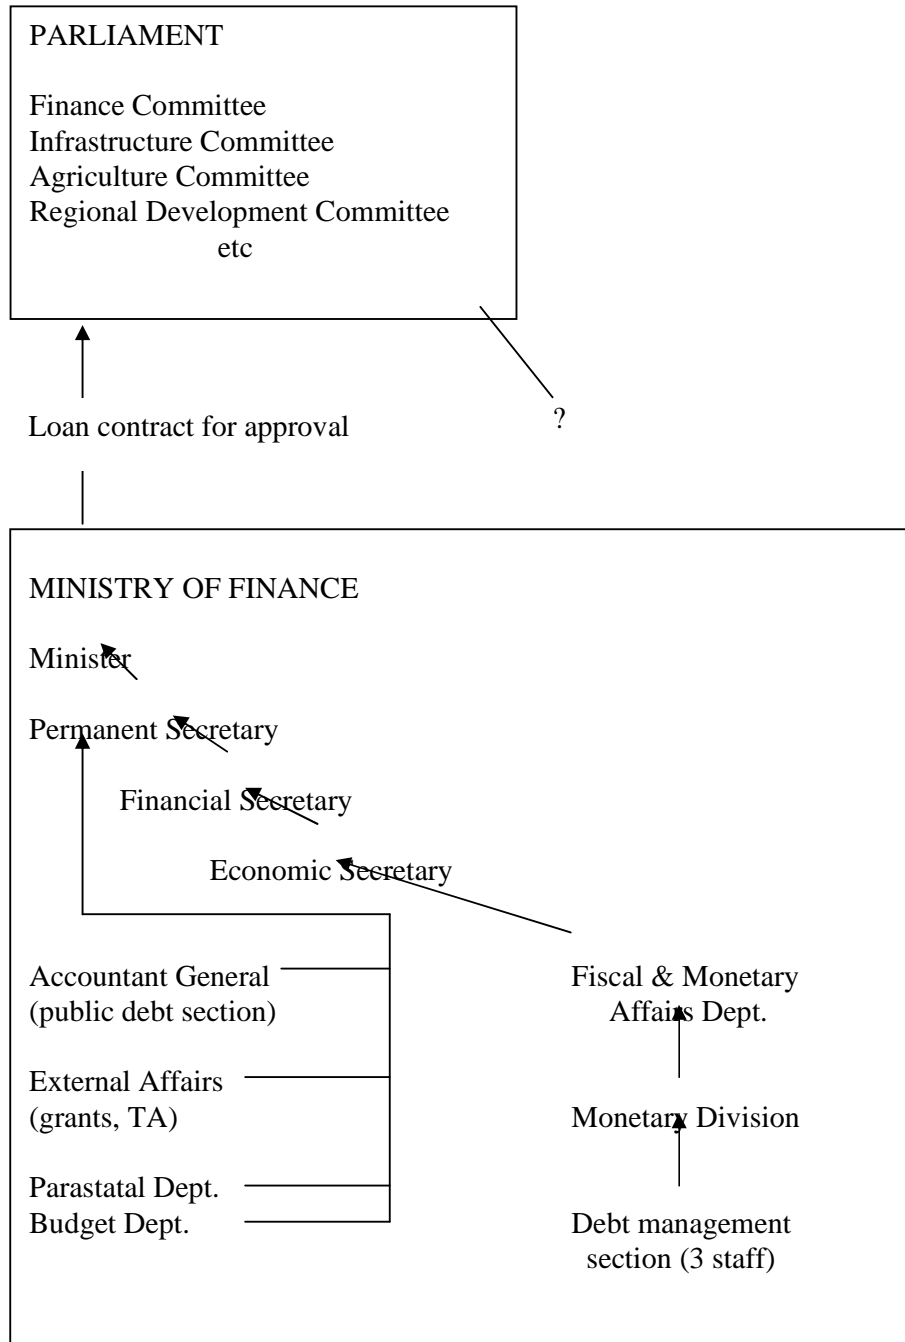 PARLIAMENT
Finance Committee
Infrastructure Committee
Agriculture Committee
Regional Development Committee
etc
Loan contract for approval
?
MINISTRY OF FINANCE
Minister
Permanent Secretary
Financial Secretary
Economic Secretary
Accountant General
(public debt section)
External Affairs
(grants, TA)
Parastatal Dept.
Budget Dept.
Fiscal & Monetary
Affairs Dept.
Monetary Division
Debt management
section (3 staff)